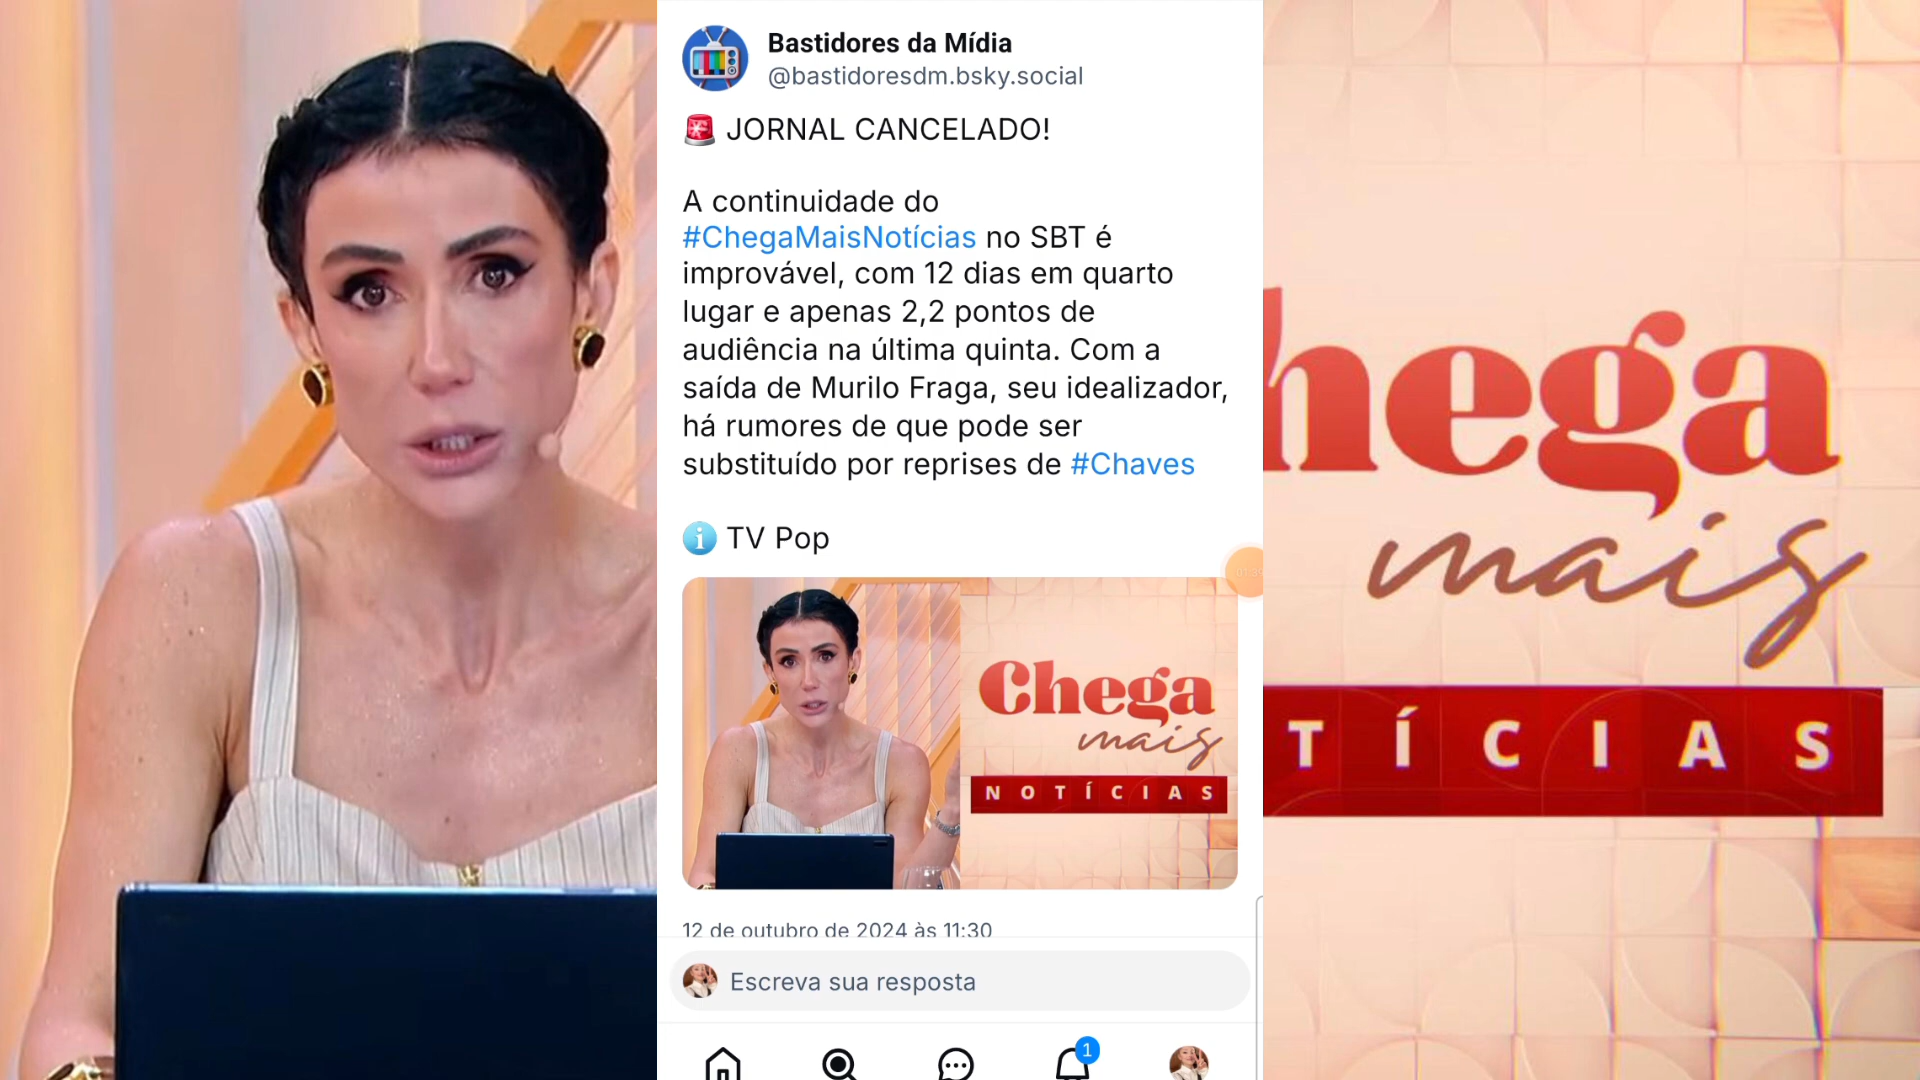 Bastidores da Mídia
@bastidoresdm.bsky.social
🚨 JORNAL CANCELADO!
A continuidade do
#ChegaMaisNotícias no SBT é
improvável, com 12 dias em quarto
lugar e apenas 2,2 pontos de
audiência na última quinta. Com a
saída de Murilo Fraga, seu idealizador,
há rumores de que pode ser
substituído por reprises de #Chaves
ℹ️ TV Pop
Chega
mais
NOTÍCIAS
12 de outubro de 2024 às 11:30
Escreva sua resposta
1
hega
mais
TÍCIAS